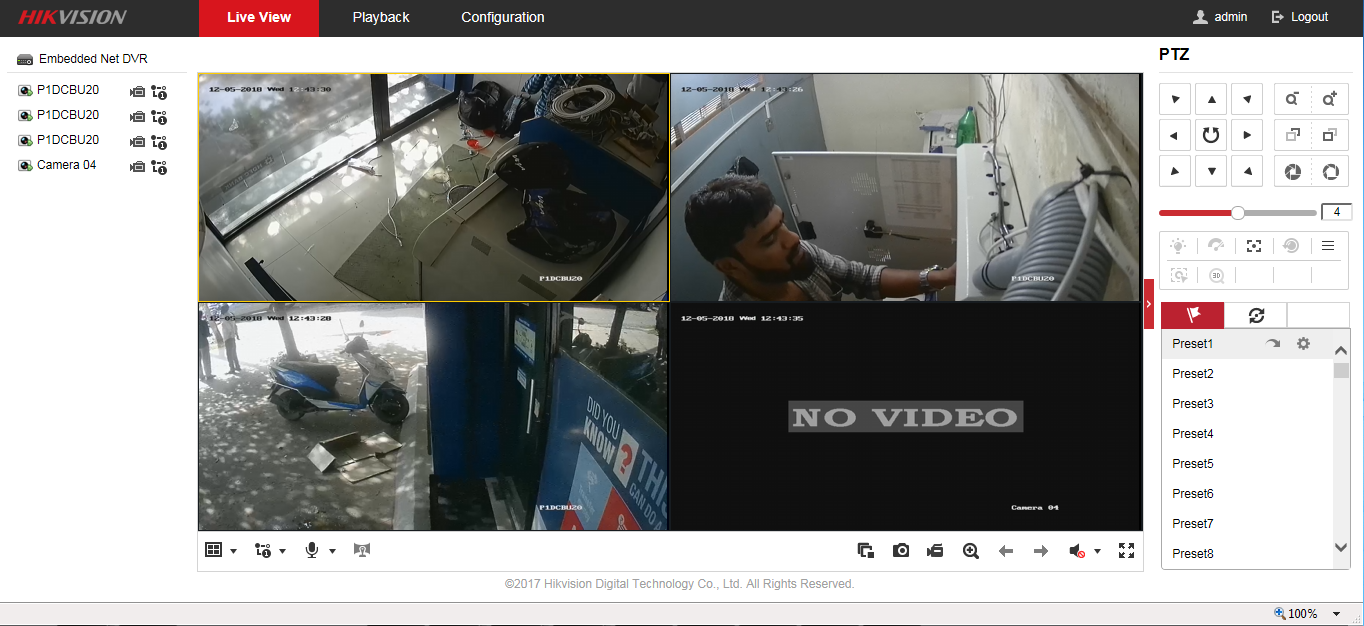 HIKVISION
Live View
Playback
Configuration
admin
Logout
Embedded Net DVR
P1DCBU20
P1DCBU20
P1DCBU20
Camera 04
12-05-2018 Wed 12:43:30
P1DCBU20
12-05-2018 Wed 12:43:26
P1DCBU20
12-05-2018 Wed 12:43:28
DID YOU
KNOW?
THIS
CAN DO A
P1DCBU20
12-05-2018 Wed 12:43:35
NO VIDEO
Camera 04
PTZ
4
3D
Preset1
Preset2
Preset3
Preset4
Preset5
Preset6
Preset7
Preset8
©2017 Hikvision Digital Technology Co., Ltd. All Rights Reserved.
100%